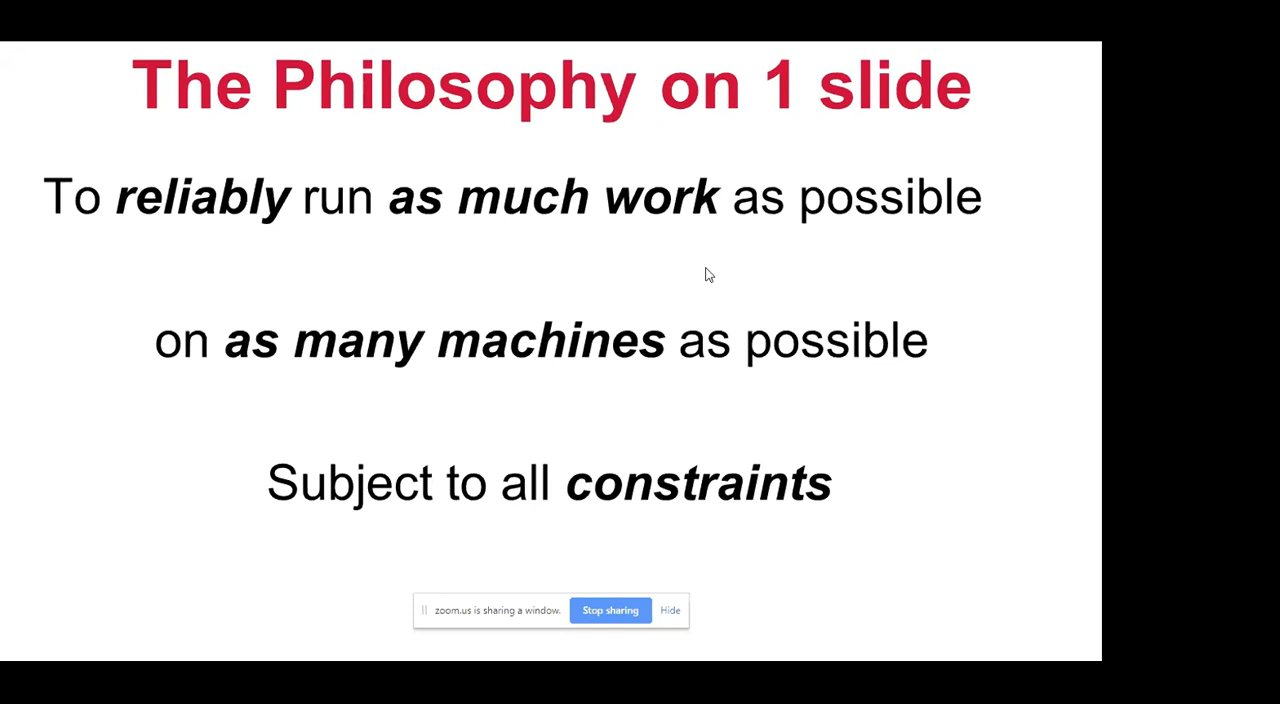 The Philosophy on 1 slide
To reliably run as much work as possible
on as many machines as possible
Subject to all constraints
zoom.us is sharing a window. Stop sharing Hide